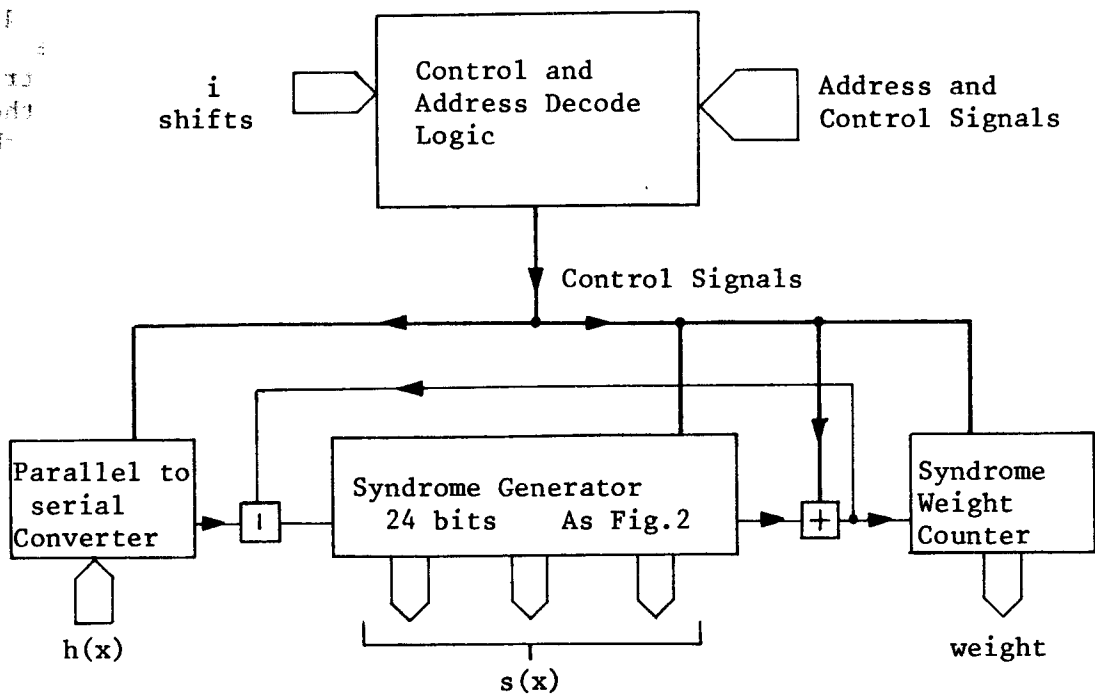 i
shifts
Control and
Address Decode
Logic
Address and
Control Signals
Control Signals
Parallel to
serial
Converter
Syndrome Generator
24 bits As Fig.2
+
Syndrome
Weight
Counter
h(x)
s(x)
weight